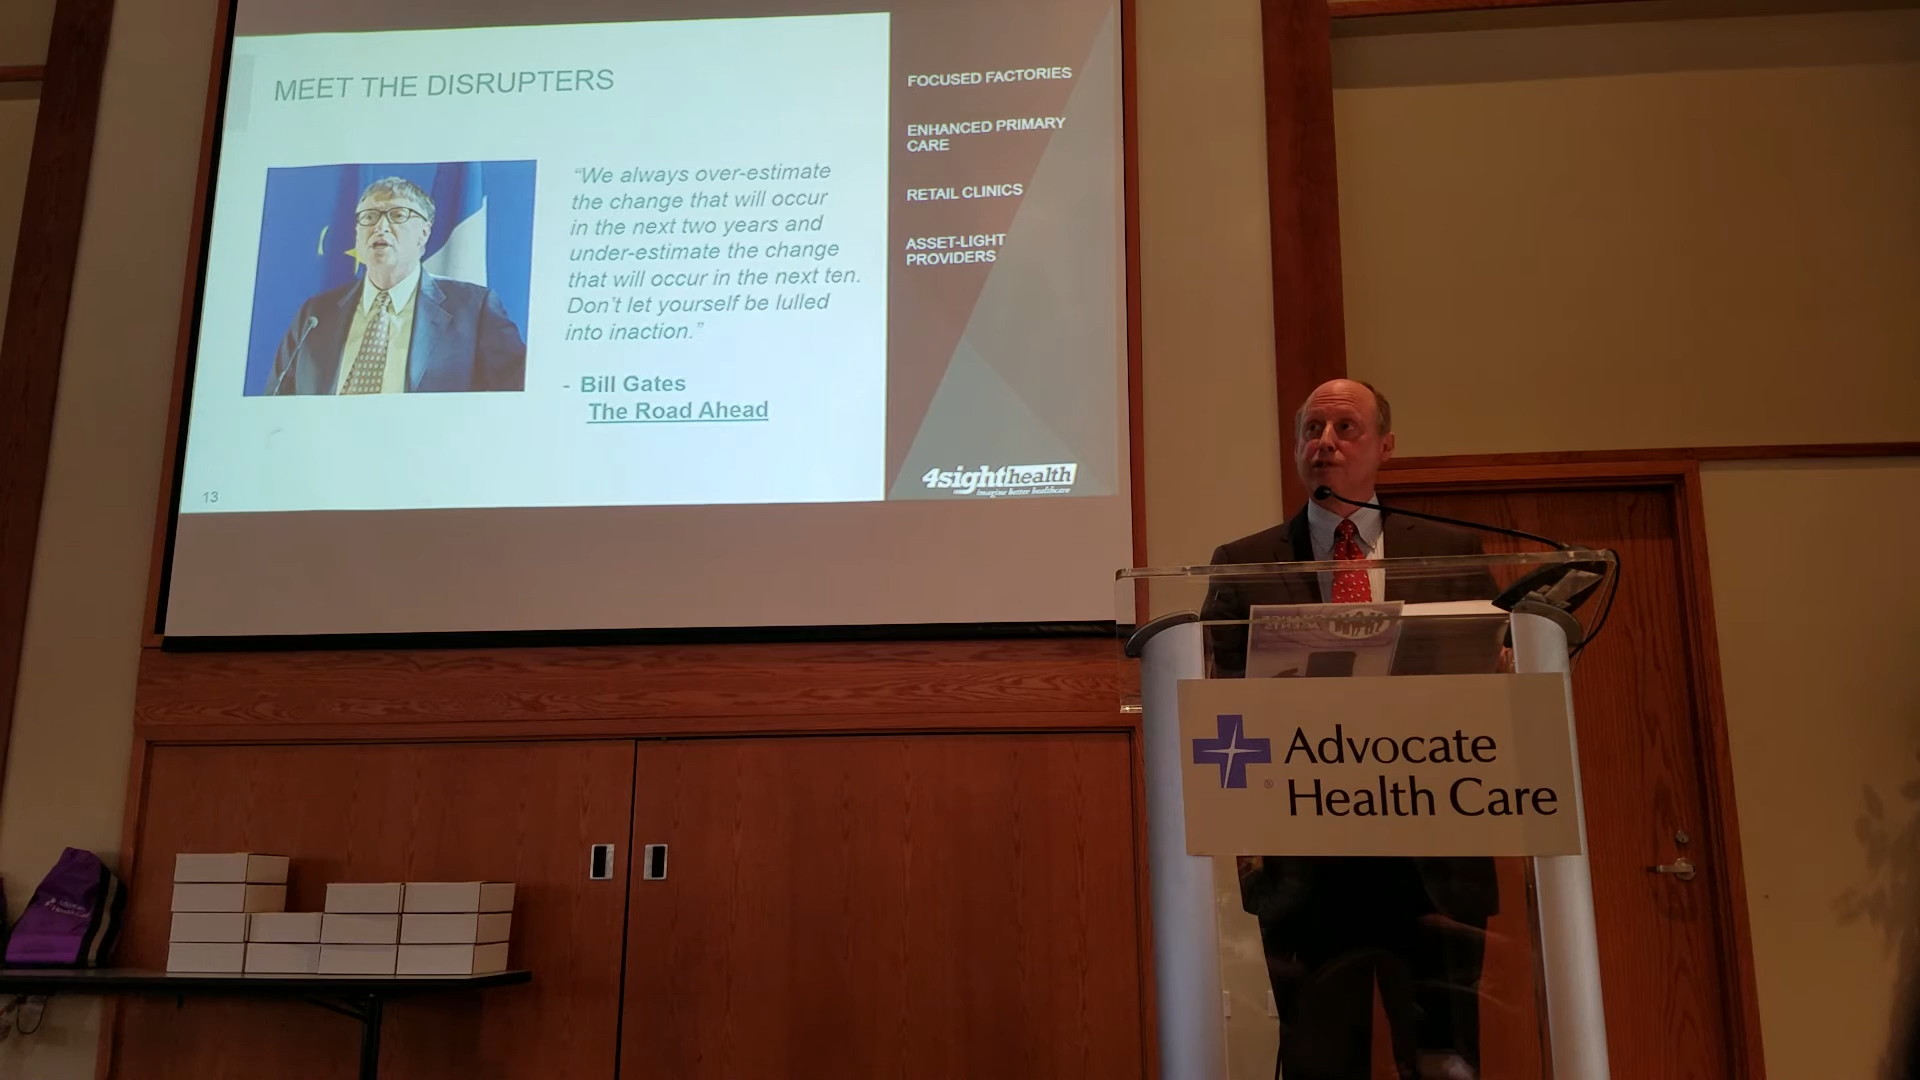 MEET THE DISRUPTERS
“We always over-estimate
the change that will occur
in the next two years and
under-estimate the change
that will occur in the next ten.
Don’t let yourself be lulled
into inaction.”
- Bill Gates
The Road Ahead
13
FOCUSED FACTORIES
ENHANCED PRIMARY
CARE
RETAIL CLINICS
ASSET-LIGHT
PROVIDERS
4sighthealth
imagine better healthcare
Advocate
Health Care
®
Advocate
Health Care